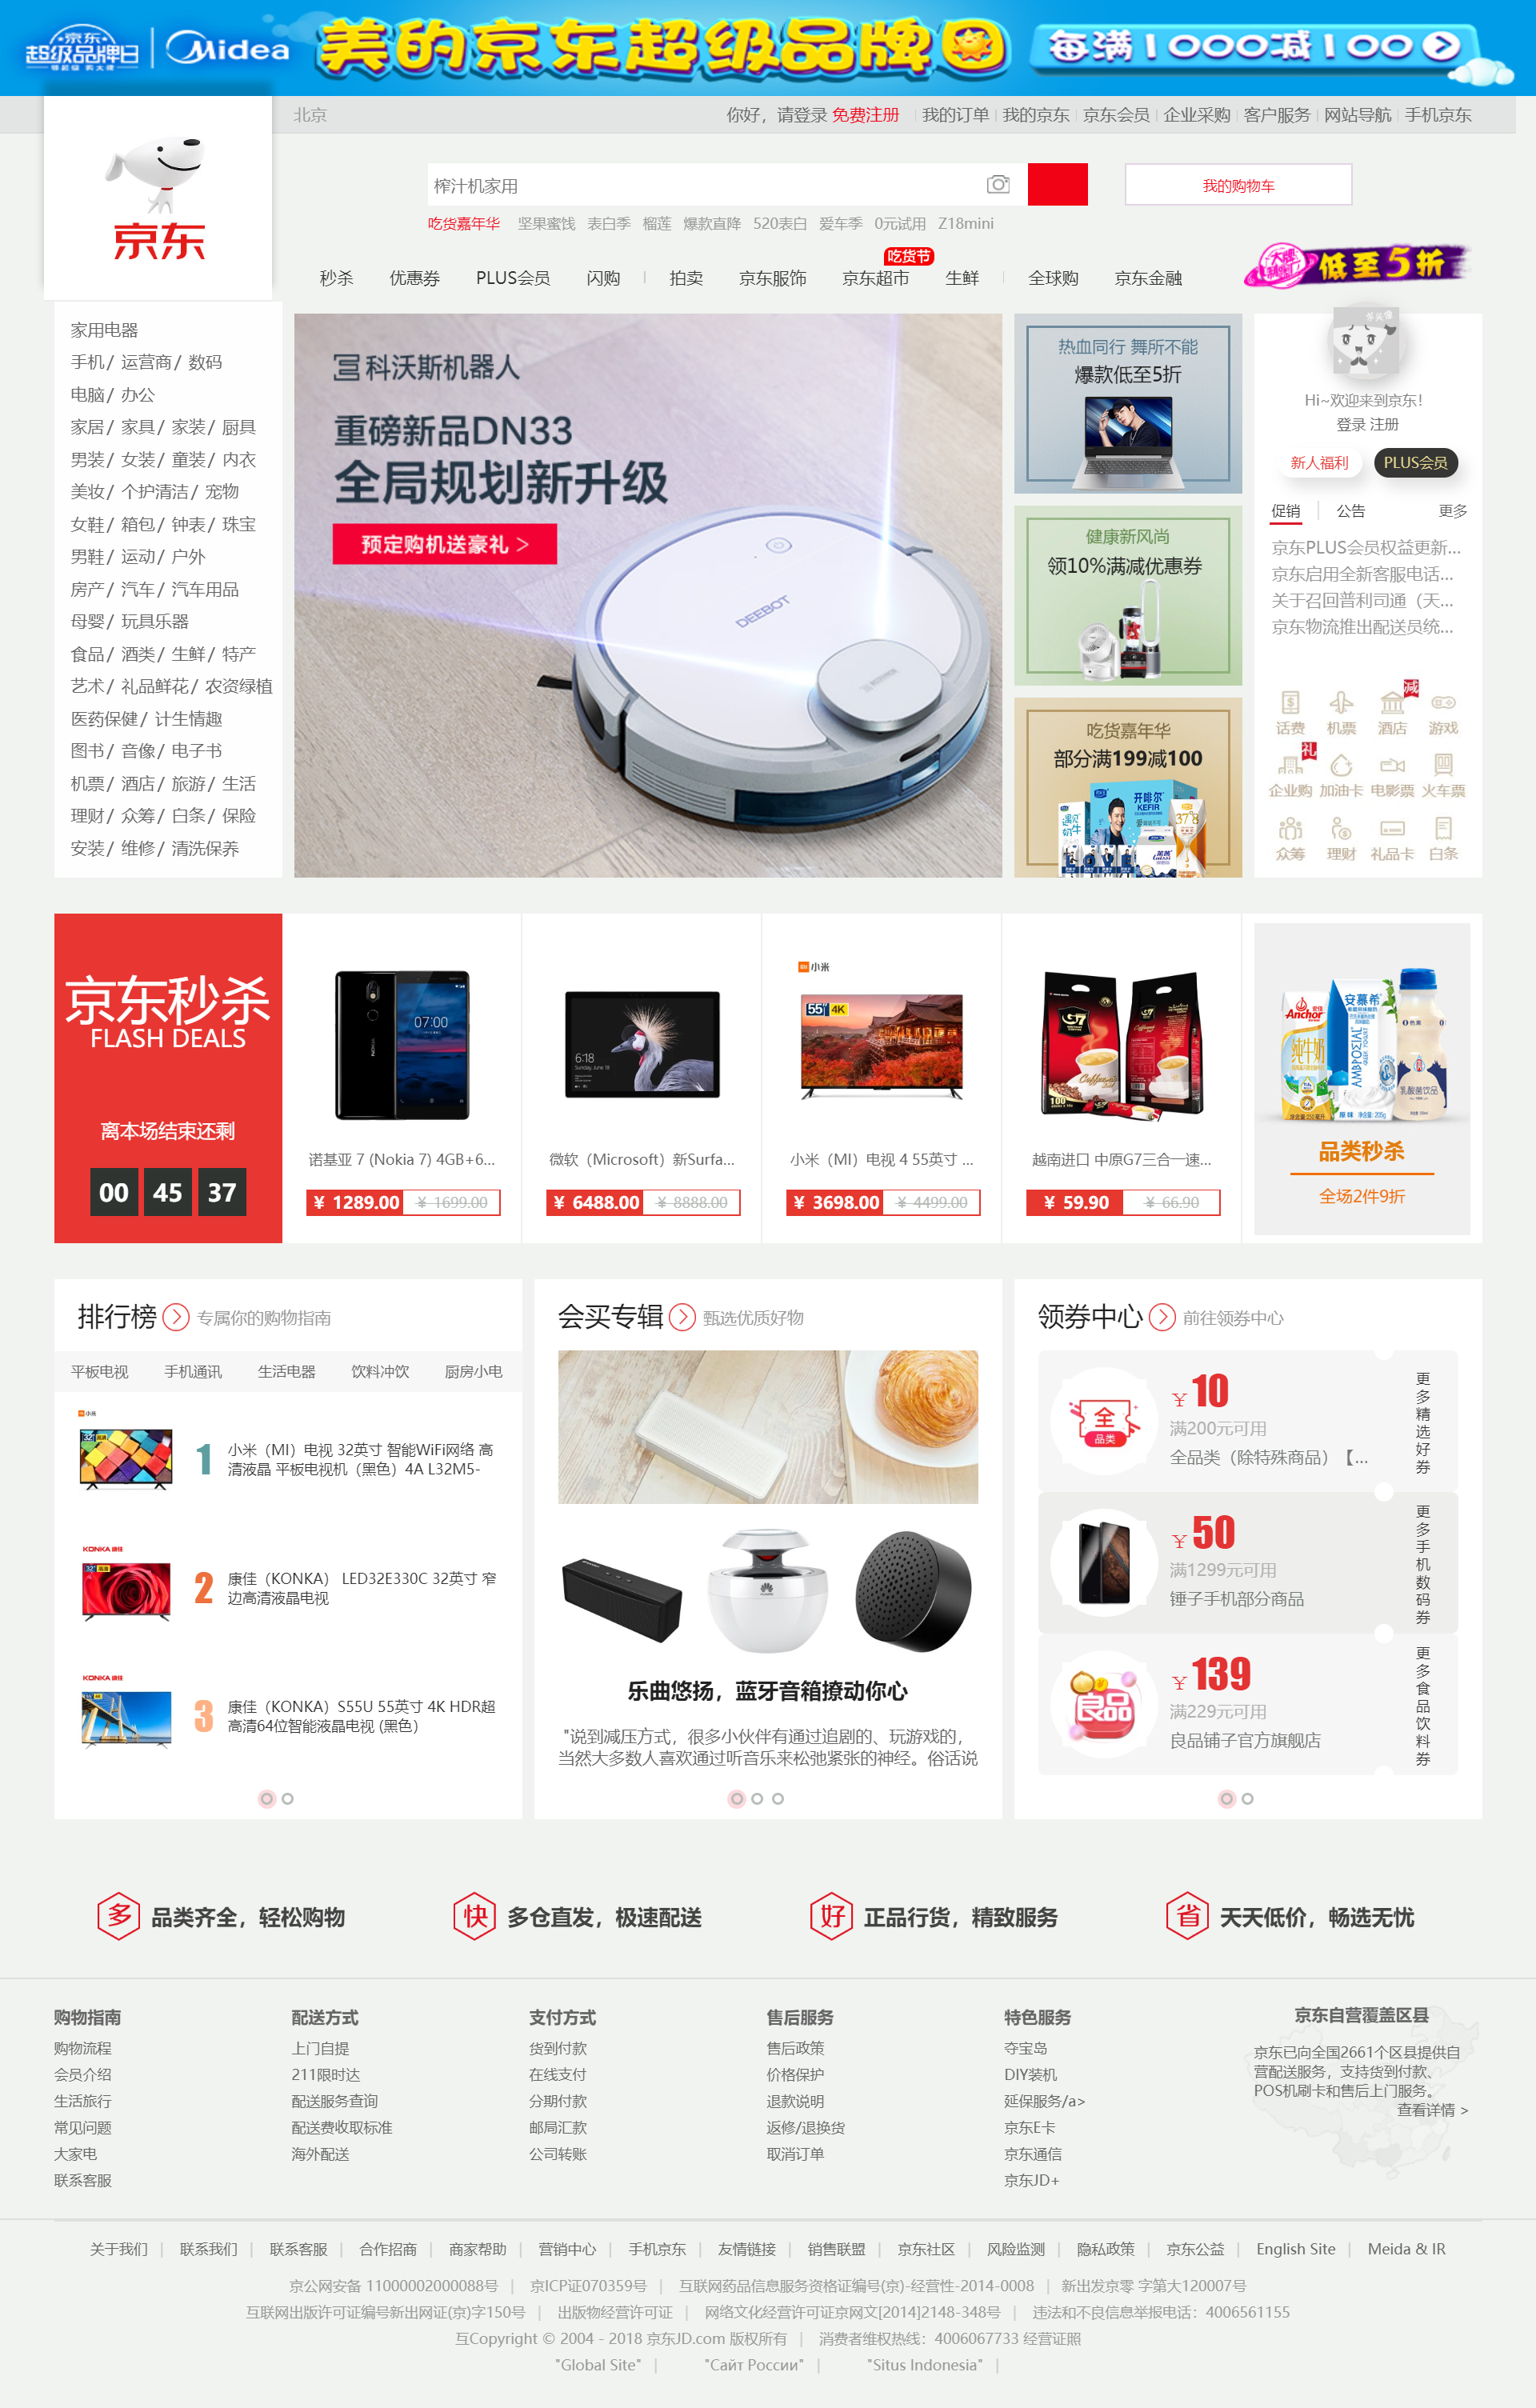 京东
超级品牌日
Midea
美的京东超级品牌日
每满1000减100
北京
你好，请登录 免费注册
我的订单
我的京东
京东会员
企业采购
客户服务
网站导航
手机京东
京东
榨汁机家用
我的购物车
吃货嘉年华 坚果蜜饯 表白季 榴莲 爆款直降 520表白 爱车季 0元试用 Z18mini
吃货节
秒杀 优惠券 PLUS会员 闪购 拍卖 京东服饰 京东超市 生鲜 全球购 京东金融
低至5折
家用电器
手机/ 运营商/ 数码
电脑/ 办公
家居/ 家具/ 家装/ 厨具
男装/ 女装/ 童装/ 内衣
美妆/ 个护清洁/ 宠物
女鞋/ 箱包/ 钟表/ 珠宝
男鞋/ 运动/ 户外
房产/ 汽车/ 汽车用品
母婴/ 玩具乐器
食品/ 酒类/ 生鲜/ 特产
艺术/ 礼品鲜花/ 农资绿植
医药保健/ 计生情趣
图书/ 音像/ 电子书
机票/ 酒店/ 旅游/ 生活
理财/ 众筹/ 白条/ 保险
安装/ 维修/ 清洗保养
科沃斯机器人
重磅新品DN33
全局规划新升级
预定购机送豪礼 >
DEEBOT
热血同行 舞所不能
爆款低至5折
健康新风尚
领10%满减优惠券
吃货嘉年华
部分满199减100
开啡尔
KEFIR
Hi~欢迎来到京东！
登录 注册
新人福利 PLUS会员
促销 公告 更多
京东PLUS会员权益更新...
京东启用全新客服电话...
关于召回普利司通（天...
京东物流推出配送员统...
减
话费 机票 酒店 游戏
礼
企业购 加油卡 电影票 火车票
众筹 理财 礼品卡 白条
京东秒杀
FLASH DEALS
离本场结束还剩
00 45 37
07:00
NOKIA
诺基亚 7 (Nokia 7) 4GB+6...
¥ 1289.00 ¥ 1699.00
6:18
Sunday, June 18
微软（Microsoft）新Surfa...
¥ 6488.00 ¥ 8888.00
小米
55" 4K
小米（MI）电视 4 55英寸 ...
¥ 3698.00 ¥ 4499.00
G7
Coffee
100
越南进口 中原G7三合一速...
¥ 59.90 ¥ 66.90
Anchor
纯牛奶
安慕希
AMBROSIAL
原味 205g
乳酸菌饮品
品类秒杀
全场2件9折
排行榜 专属你的购物指南
平板电视 手机通讯 生活电器 饮料冲饮 厨房小电
小米
1
小米（MI）电视 32英寸 智能WiFi网络 高
清液晶 平板电视机（黑色）4A L32M5-
KONKA 康佳
2
康佳（KONKA） LED32E330C 32英寸 窄
边高清液晶电视
KONKA 康佳
3
康佳（KONKA）S55U 55英寸 4K HDR超
高清64位智能液晶电视 (黑色）
会买专辑 甄选优质好物
HUAWEI
乐曲悠扬，蓝牙音箱撩动你心
"说到减压方式，很多小伙伴有通过追剧的、玩游戏的，
当然大多数人喜欢通过听音乐来松弛紧张的神经。俗话说
领券中心 前往领券中心
全
品类
¥ 10
满200元可用
全品类（除特殊商品）【...
更多精选好券
¥ 50
满1299元可用
锤子手机部分商品
更多手机数码券
良品
¥ 139
满229元可用
良品铺子官方旗舰店
更多食品饮料券
多 品类齐全，轻松购物
快 多仓直发，极速配送
好 正品行货，精致服务
省 天天低价，畅选无忧
购物指南
购物流程
会员介绍
生活旅行
常见问题
大家电
联系客服
配送方式
上门自提
211限时达
配送服务查询
配送费收取标准
海外配送
支付方式
货到付款
在线支付
分期付款
邮局汇款
公司转账
售后服务
售后政策
价格保护
退款说明
返修/退换货
取消订单
特色服务
夺宝岛
DIY装机
延保服务/a>
京东E卡
京东通信
京东JD+
京东自营覆盖区县
京东已向全国2661个区县提供自
营配送服务，支持货到付款、
POS机刷卡和售后上门服务。
查看详情 >
关于我们 | 联系我们 | 联系客服 | 合作招商 | 商家帮助 | 营销中心 | 手机京东 | 友情链接 | 销售联盟 | 京东社区 | 风险监测 | 隐私政策 | 京东公益 | English Site | Meida & IR
京公网安备 11000002000088号 | 京ICP证070359号 | 互联网药品信息服务资格证编号(京)-经营性-2014-0008 | 新出发京零 字第大120007号
互联网出版许可证编号新出网证(京)字150号 | 出版物经营许可证 | 网络文化经营许可证京网文[2014]2148-348号 | 违法和不良信息举报电话：4006561155
互Copyright © 2004 - 2018 京东JD.com 版权所有 | 消费者维权热线：4006067733 经营证照
"Global Site" | "Сайт России" | "Situs Indonesia" |